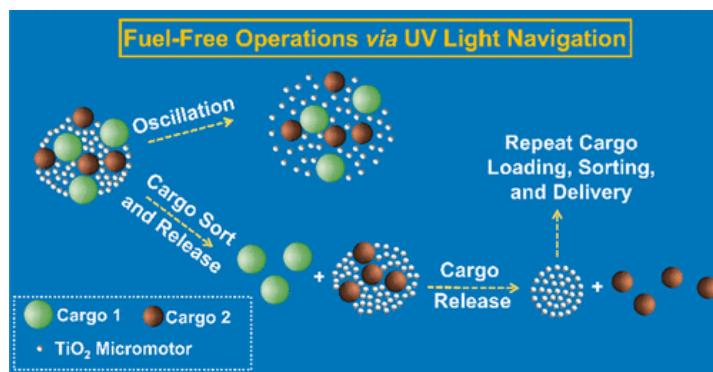 Fuel-Free Operations via UV Light Navigation
Oscillation
Cargo Sort
and Release
Repeat Cargo
Loading, Sorting,
and Delivery
+
Cargo
Release
+
Cargo 1
Cargo 2
TiO₂ Micromotor